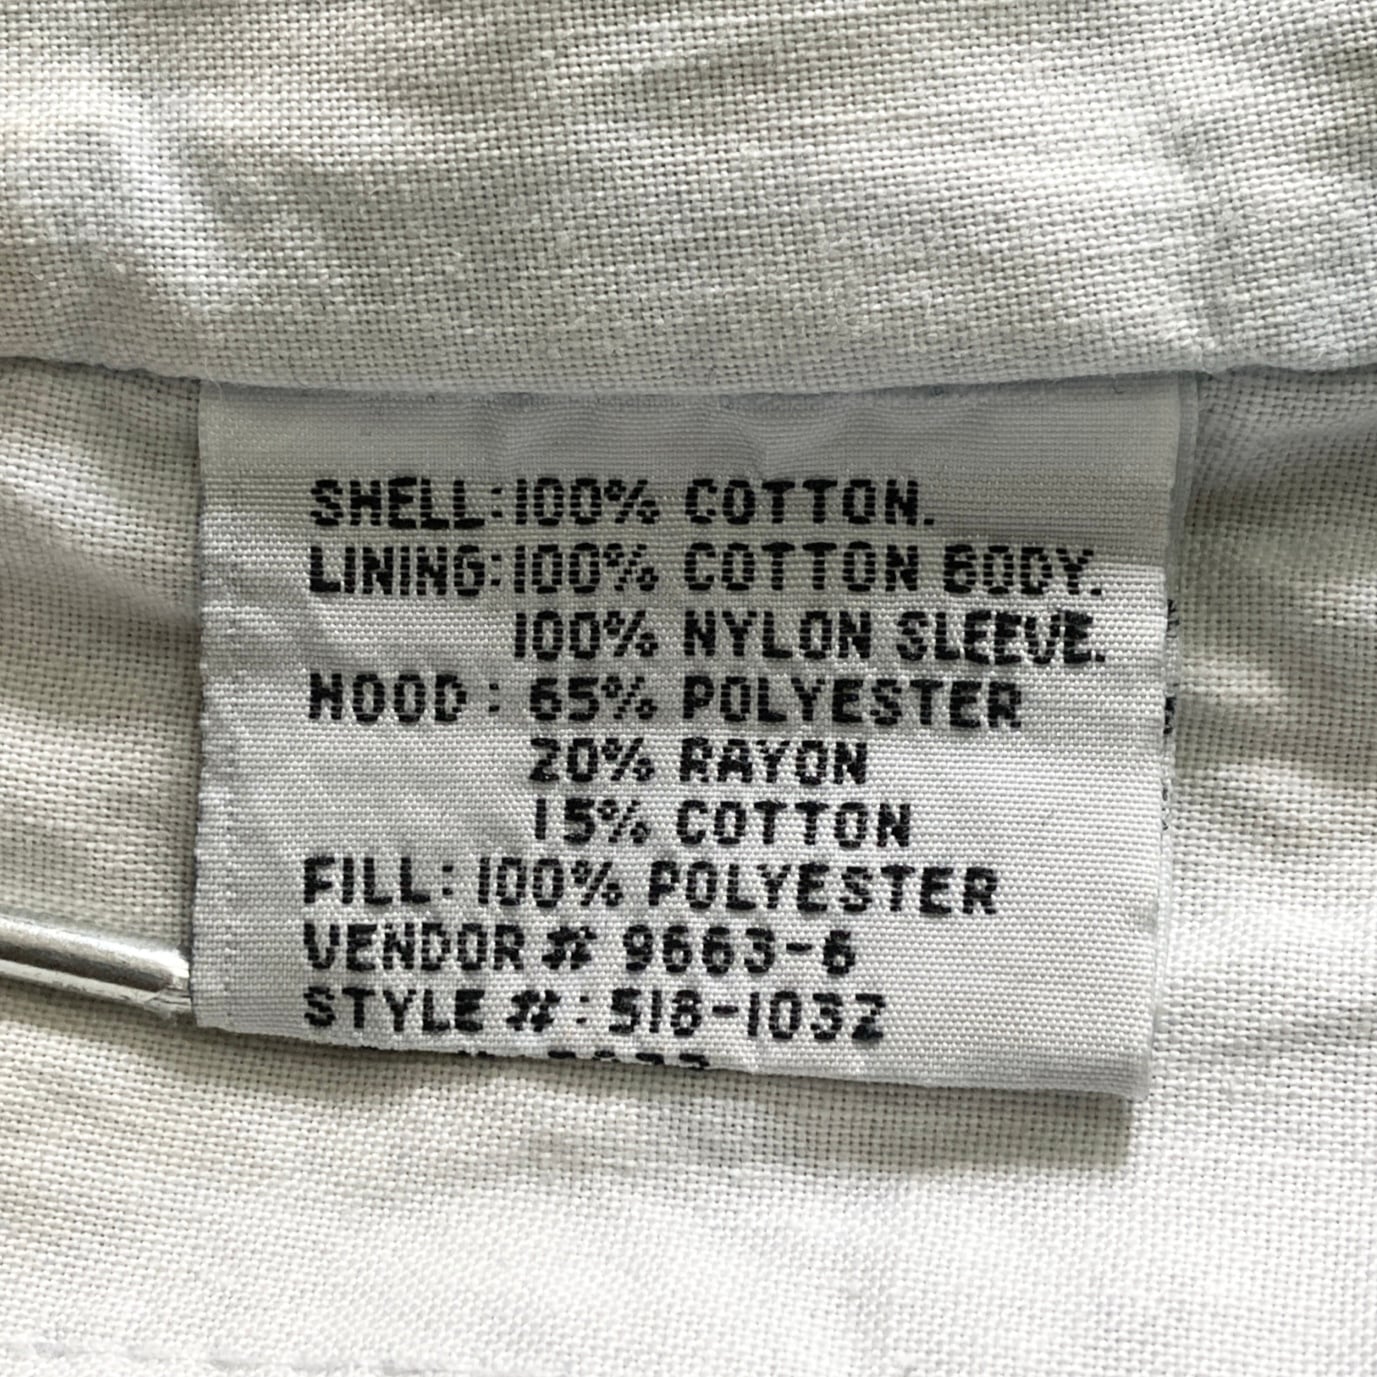 SHELL:100% COTTON.
LINING:100% COTTON BODY.
100% NYLON SLEEVE.
HOOD: 65% POLYESTER
20% RAYON
15% COTTON
FILL: 100% POLYESTER
VENDOR # 9663-6
STYLE #: 518-1032